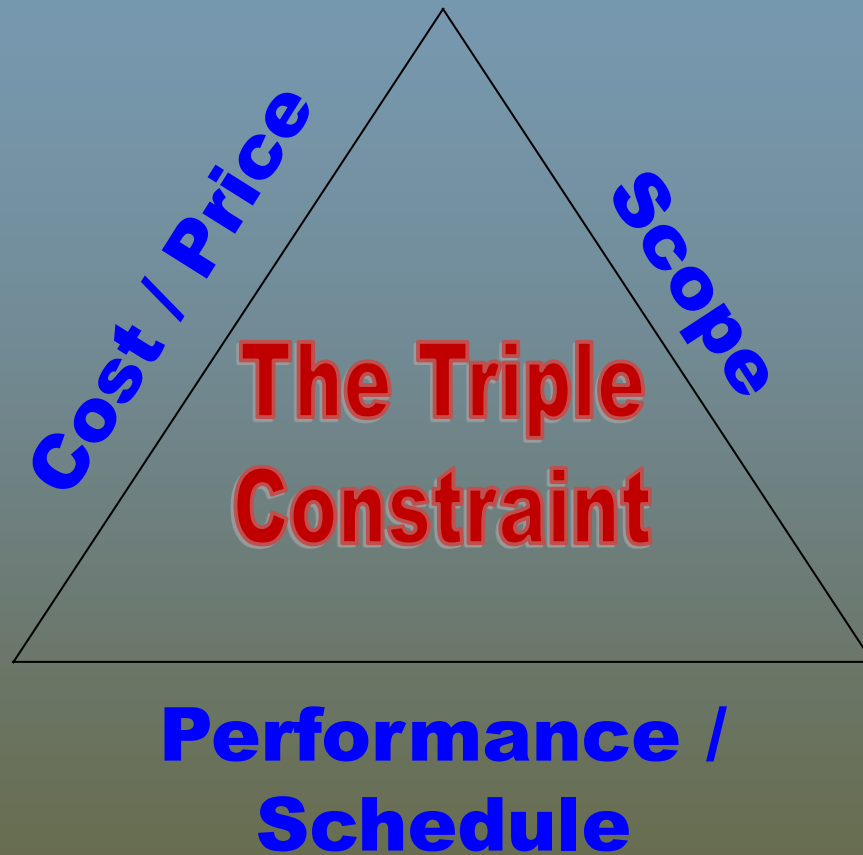 Cost / Price
Scope
The Triple
Constraint
Performance /
Schedule